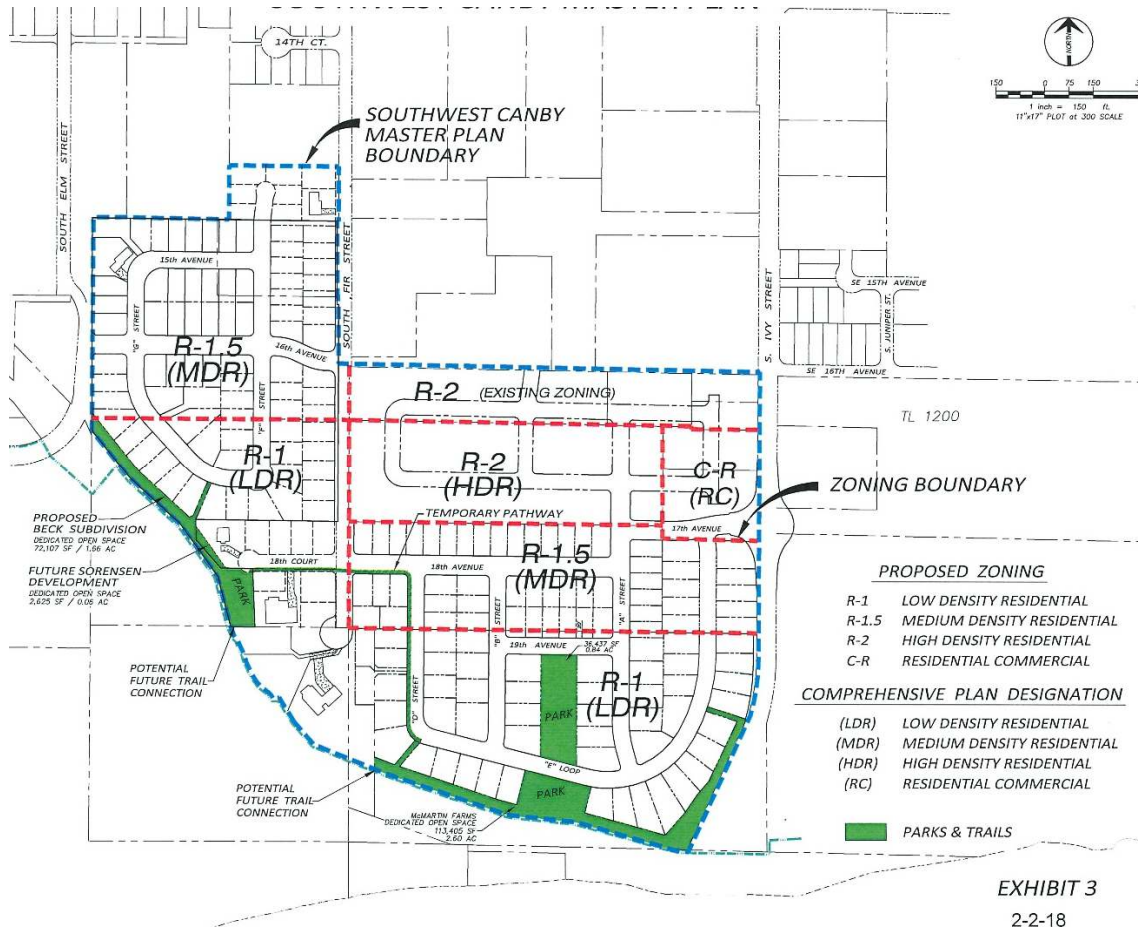 SOUTHWEST CANBY MASTER PLAN
14TH CT.
NORTH
150 0 75 150
1 inch = 150 ft.
11"x17" PLOT at 300 SCALE
SOUTHWEST CANBY
MASTER PLAN
BOUNDARY
SOUTH ELM STREET
SOUTH FIR STREET
S. IVY STREET
15th AVENUE
SE 15TH AVENUE
S. JUNIPER ST.
"G" STREET
16th AVENUE
SE 16TH AVENUE
R-1.5
(MDR)
"F" STREET
R-2 (EXISTING ZONING)
TL 1200
R-1
(LDR)
R-2
(HDR)
C-R
(RC)
ZONING BOUNDARY
17th AVENUE
TEMPORARY PATHWAY
PROPOSED
BECK SUBDIVISION
DEDICATED OPEN SPACE
72,107 SF / 1.66 AC
18th COURT
18th AVENUE
R-1.5
(MDR)
FUTURE SORENSEN
DEVELOPMENT
DEDICATED OPEN SPACE
2,625 SF / 0.06 AC
PARK
"B" STREET
"A" STREET
19th AVENUE
36,437 SF
0.84 AC
POTENTIAL
FUTURE TRAIL
CONNECTION
"D" STREET
PARK
R-1
(LDR)
"E" LOOP
PARK
POTENTIAL
FUTURE TRAIL
CONNECTION
McMARTIN FARMS
DEDICATED OPEN SPACE
113,405 SF
2.60 AC
PROPOSED ZONING
R-1 LOW DENSITY RESIDENTIAL
R-1.5 MEDIUM DENSITY RESIDENTIAL
R-2 HIGH DENSITY RESIDENTIAL
C-R RESIDENTIAL COMMERCIAL
COMPREHENSIVE PLAN DESIGNATION
(LDR) LOW DENSITY RESIDENTIAL
(MDR) MEDIUM DENSITY RESIDENTIAL
(HDR) HIGH DENSITY RESIDENTIAL
(RC) RESIDENTIAL COMMERCIAL
PARKS & TRAILS
EXHIBIT 3
2-2-18